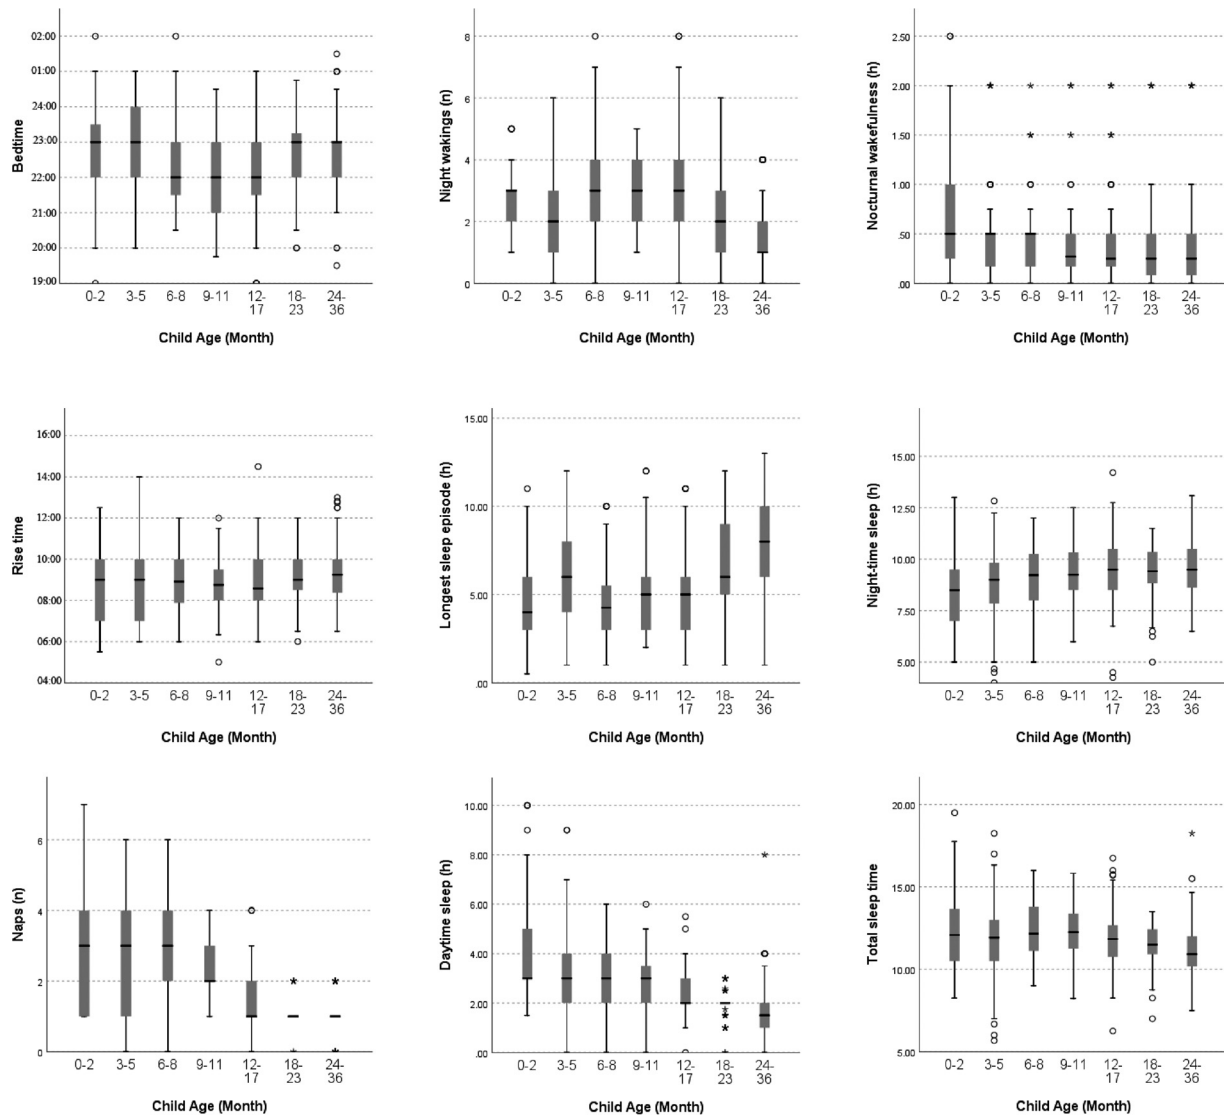 Bedtime
02:00
01:00
24:00
23:00
22:00
21:00
20:00
19:00
0-2 3-5 6-8 9-11 12-17 18-23 24-36
Child Age (Month)
Night wakings (n)
8
6
4
2
0
0-2 3-5 6-8 9-11 12-17 18-23 24-36
Child Age (Month)
Nocturnal wakefulness (h)
2.50
2.00
1.50
1.00
.50
.00
0-2 3-5 6-8 9-11 12-17 18-23 24-36
Child Age (Month)
Rise time
16:00
14:00
12:00
10:00
08:00
06:00
04:00
0-2 3-5 6-8 9-11 12-17 18-23 24-36
Child Age (Month)
Longest sleep episode (h)
15.00
10.00
5.00
.00
0-2 3-5 6-8 9-11 12-17 18-23 24-36
Child Age (Month)
Night-time sleep (h)
15.00
12.50
10.00
7.50
5.00
0-2 3-5 6-8 9-11 12-17 18-23 24-36
Child Age (Month)
Naps (n)
6
4
2
0
0-2 3-5 6-8 9-11 12-17 18-23 24-36
Child Age (Month)
Daytime sleep (h)
10.00
8.00
6.00
4.00
2.00
.00
0-2 3-5 6-8 9-11 12-17 18-23 24-36
Child Age (Month)
Total sleep time
20.00
15.00
10.00
5.00
0-2 3-5 6-8 9-11 12-17 18-23 24-36
Child Age (Month)